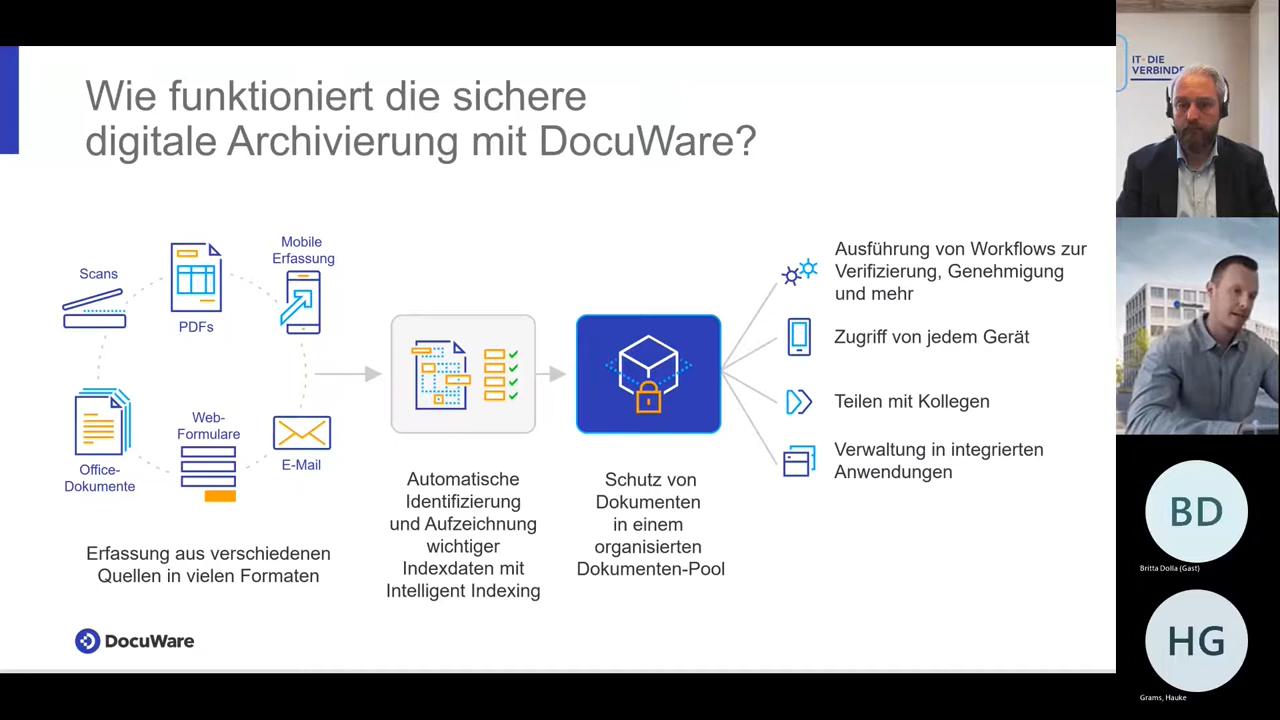 Wie funktioniert die sichere
digitale Archivierung mit DocuWare?
Scans
PDFs
Mobile
Erfassung
Office-
Dokumente
Web-
Formulare
E-Mail
Erfassung aus verschiedenen
Quellen in vielen Formaten
Automatische
Identifizierung
und Aufzeichnung
wichtiger
Indexdaten mit
Intelligent Indexing
Schutz von
Dokumenten
in einem
organisierten
Dokumenten-Pool
Ausführung von Workflows zur
Verifizierung, Genehmigung
und mehr
Zugriff von jedem Gerät
Teilen mit Kollegen
Verwaltung in integrierten
Anwendungen
DocuWare
IT·DIE
VERBINDE
BD
Britta Dolla (Gast)
HG
Grams, Hauke